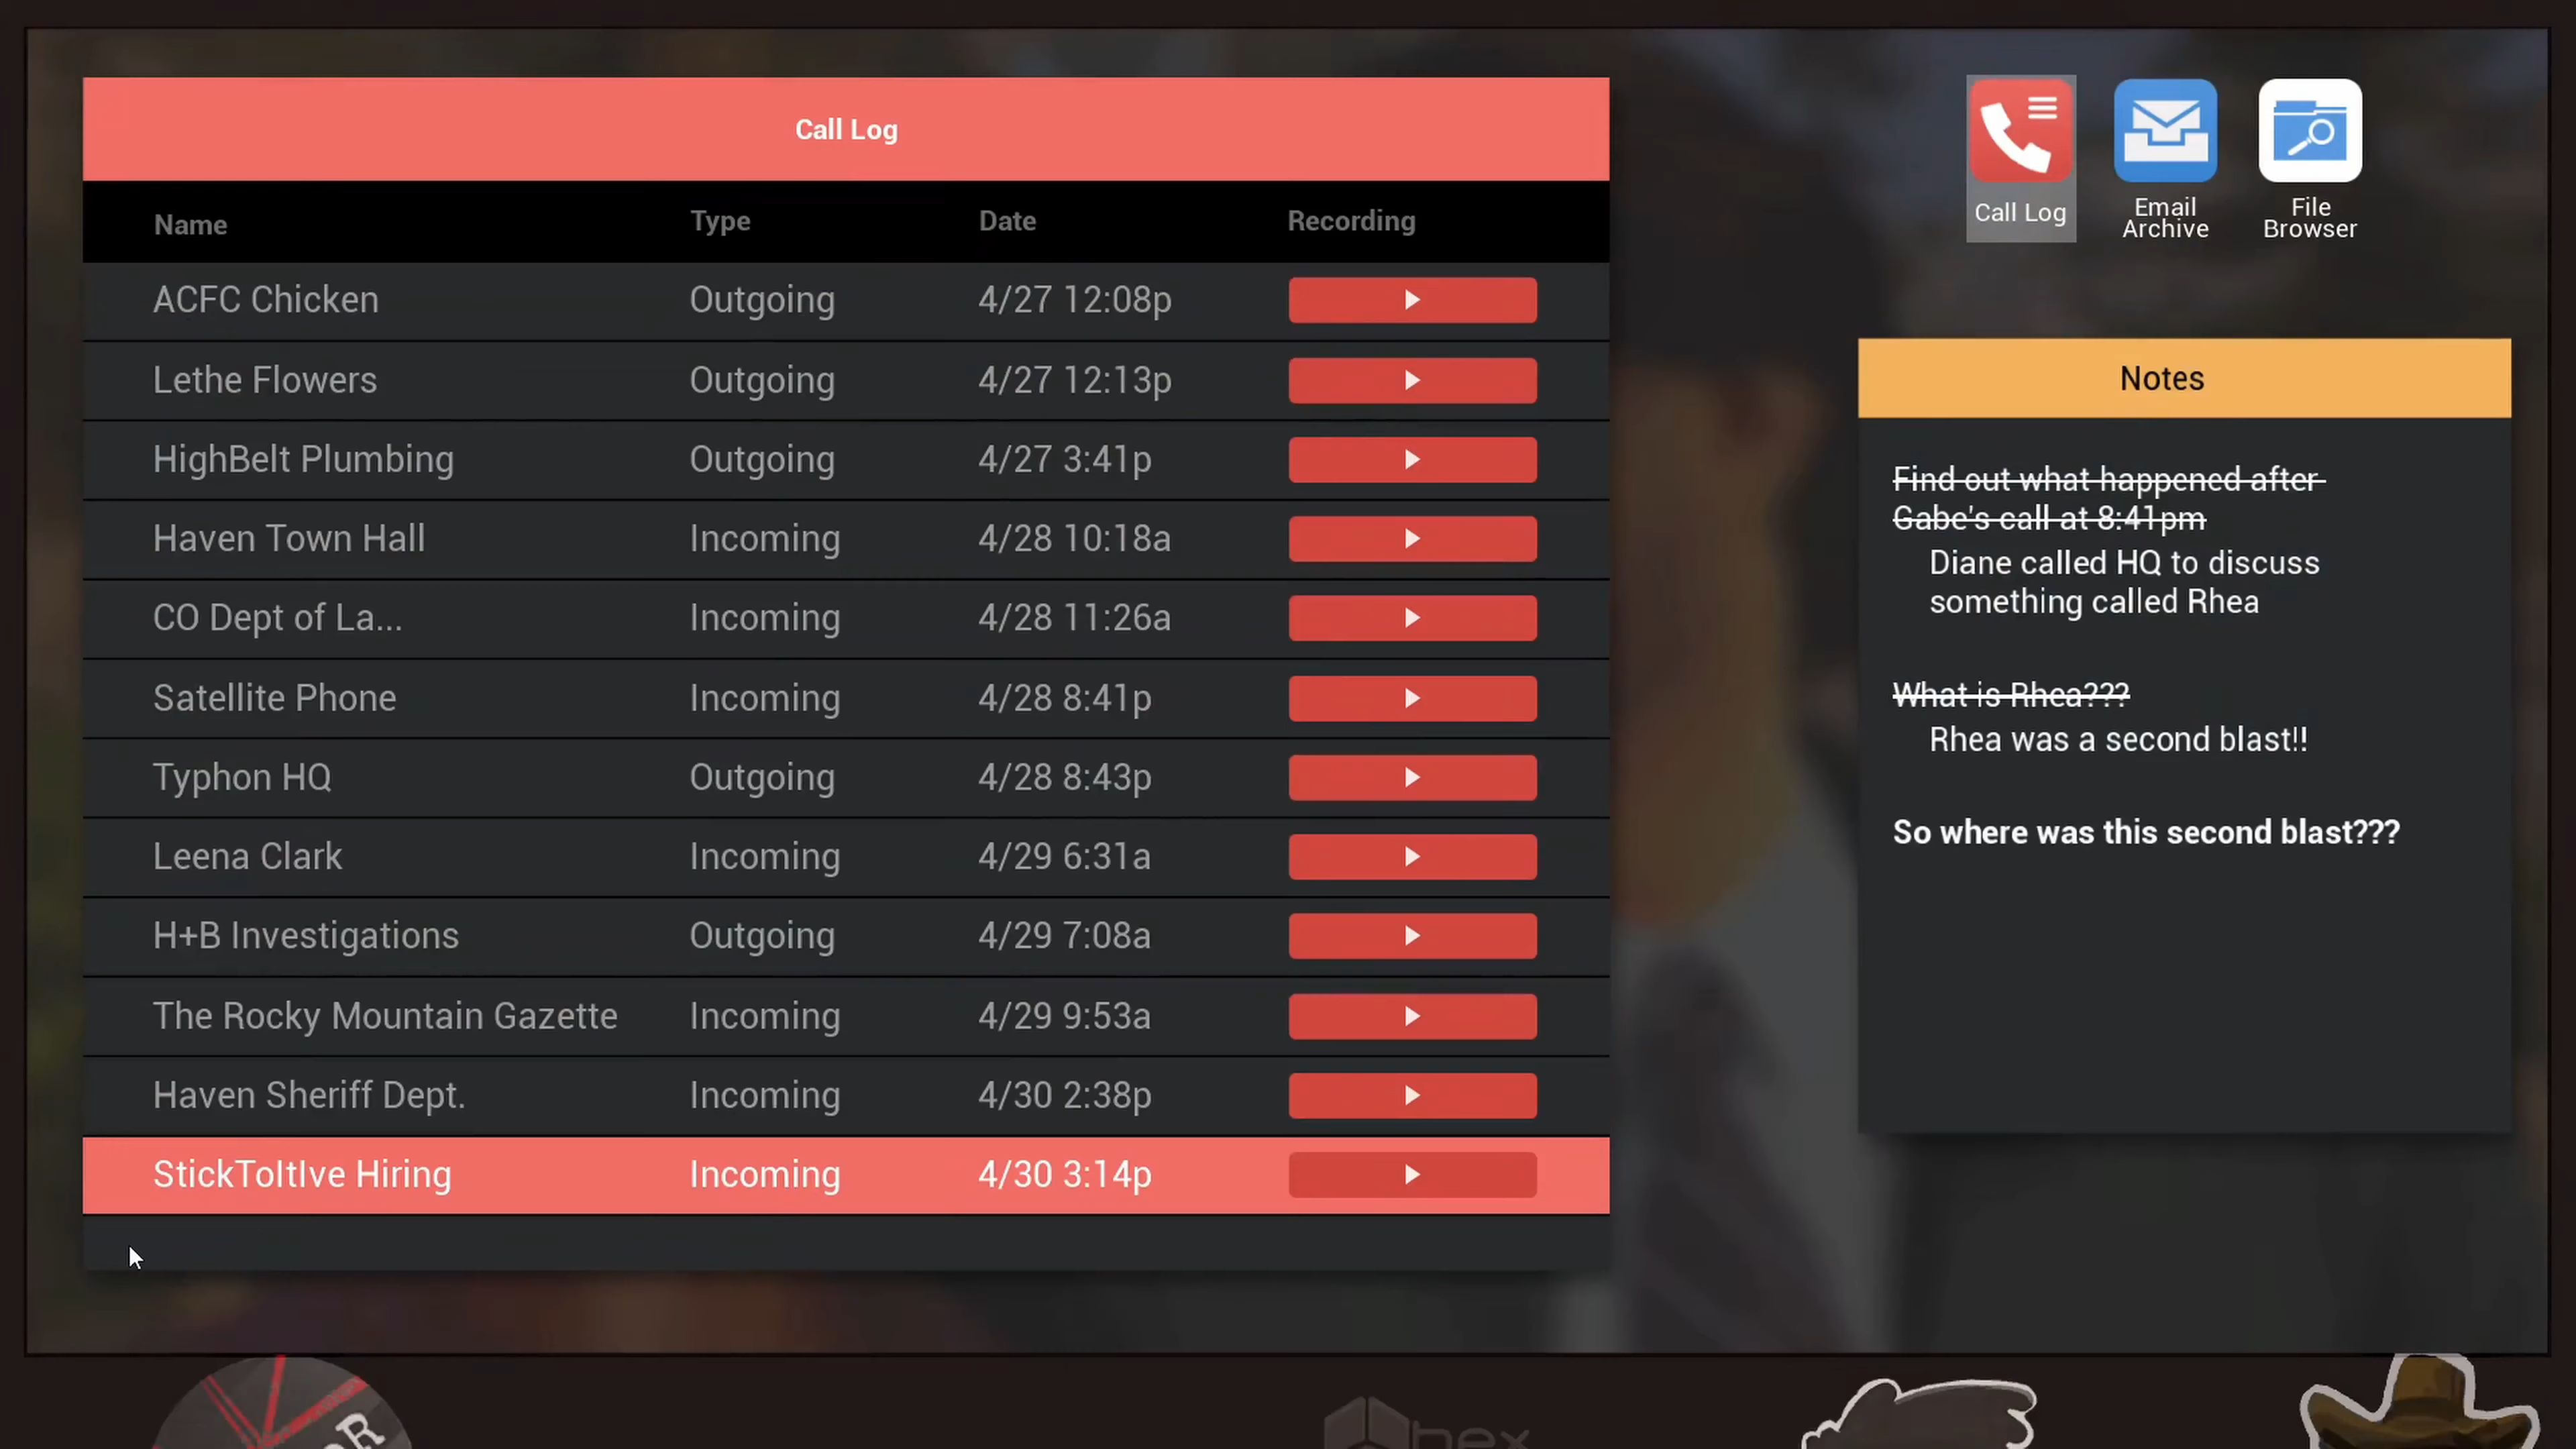 Call Log
Name Type Date Recording
ACFC Chicken Outgoing 4/27 12:08p
Lethe Flowers Outgoing 4/27 12:13p
HighBelt Plumbing Outgoing 4/27 3:41p
Haven Town Hall Incoming 4/28 10:18a
CO Dept of La... Incoming 4/28 11:26a
Satellite Phone Incoming 4/28 8:41p
Typhon HQ Outgoing 4/28 8:43p
Leena Clark Incoming 4/29 6:31a
H+B Investigations Outgoing 4/29 7:08a
The Rocky Mountain Gazette Incoming 4/29 9:53a
Haven Sheriff Dept. Incoming 4/30 2:38p
StickToItIve Hiring Incoming 4/30 3:14p
Call Log
Email
Archive
File
Browser
Notes
Find out what happened after
Gabe's call at 8:41pm
Diane called HQ to discuss
something called Rhea
What is Rhea???
Rhea was a second blast!!
So where was this second blast???